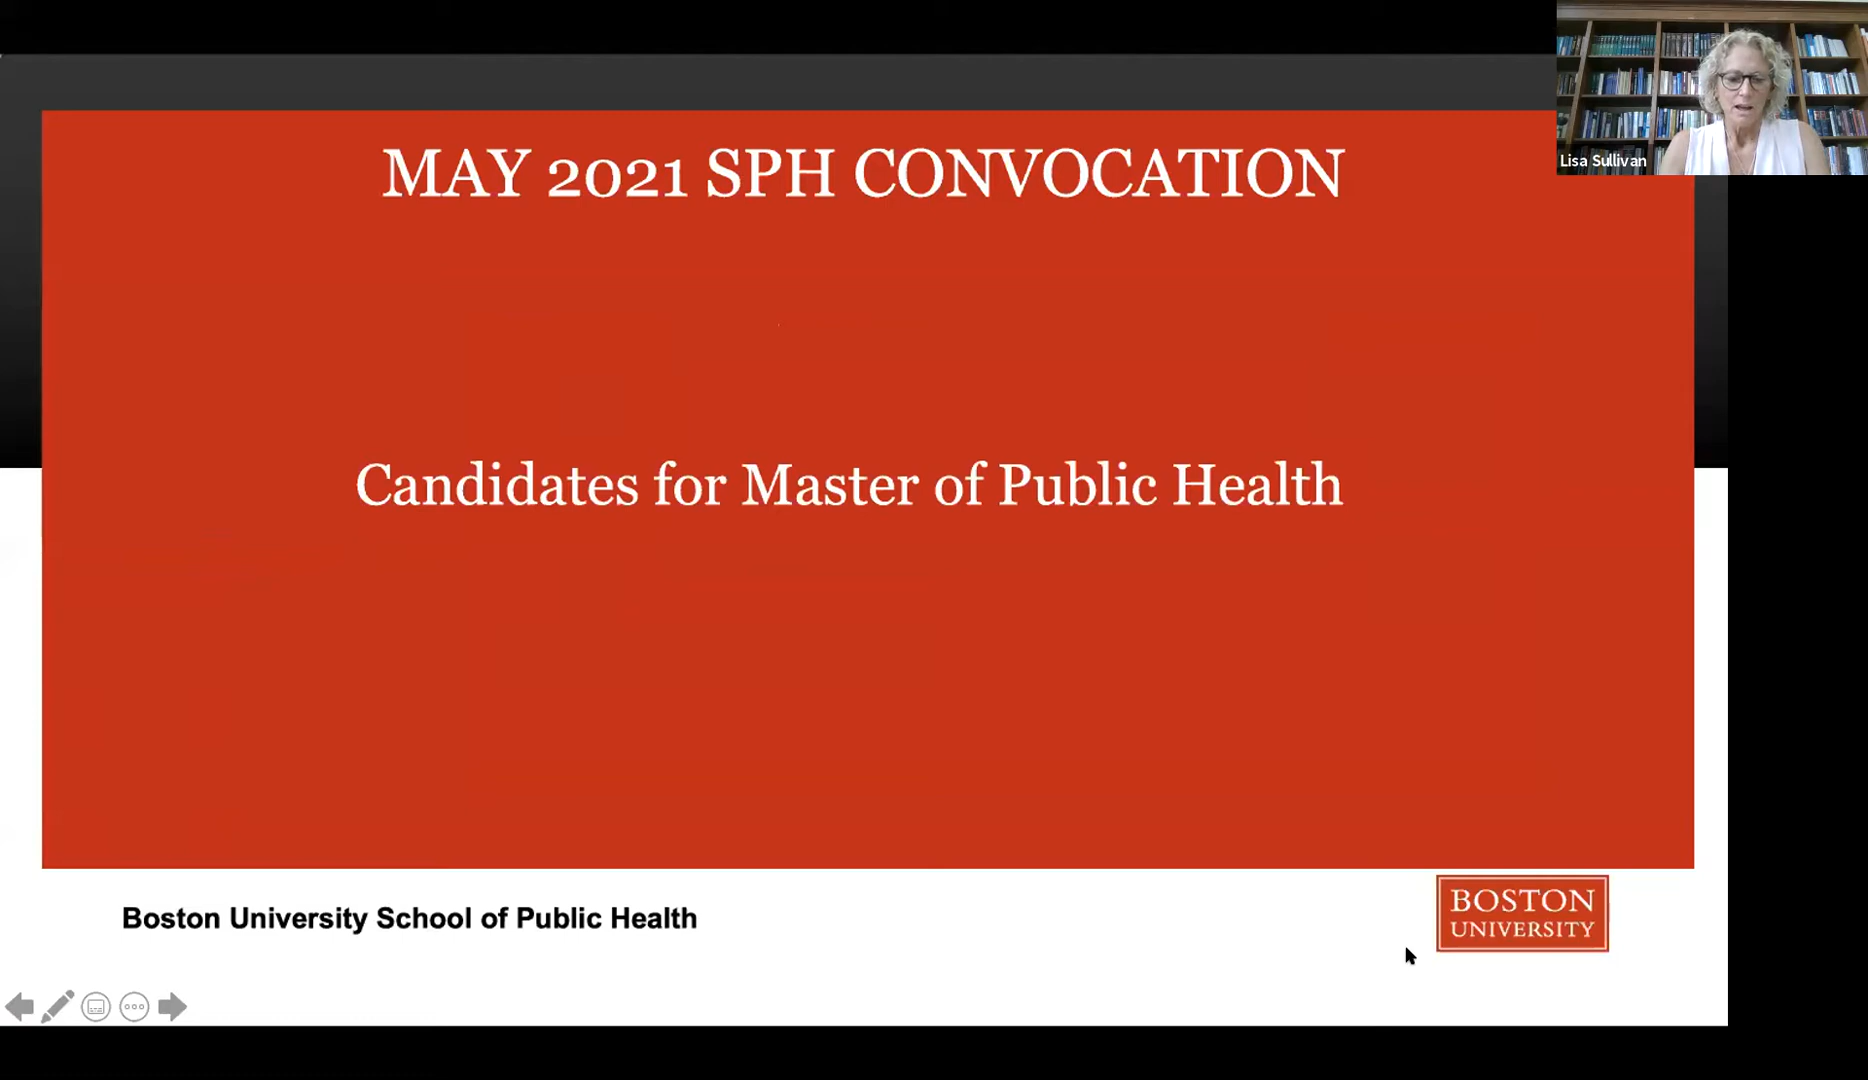 MAY 2021 SPH CONVOCATION
Lisa Sullivan
Candidates for Master of Public Health
Boston University School of Public Health
BOSTON
UNIVERSITY